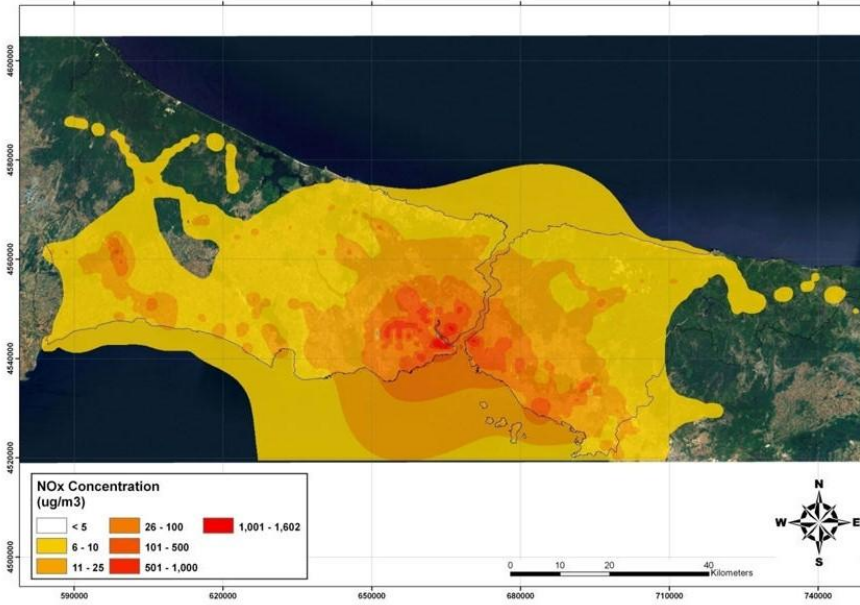 4600000
4580000
4560000
4540000
4520000
4500000
NOx Concentration
(ug/m3)
< 5
26 - 100
1,001 - 1,602
6 - 10
101 - 500
11 - 25
501 - 1,000
N
W
E
S
0
10
20
40
Kilometers
590000
620000
650000
680000
710000
740000